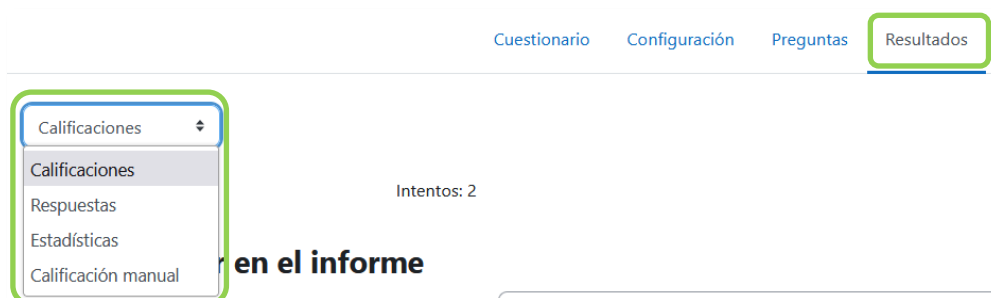 Cuestionario Configuración Preguntas Resultados
Calificaciones
Calificaciones
Respuestas
Estadísticas
Calificación manual
Intentos: 2
en el informe